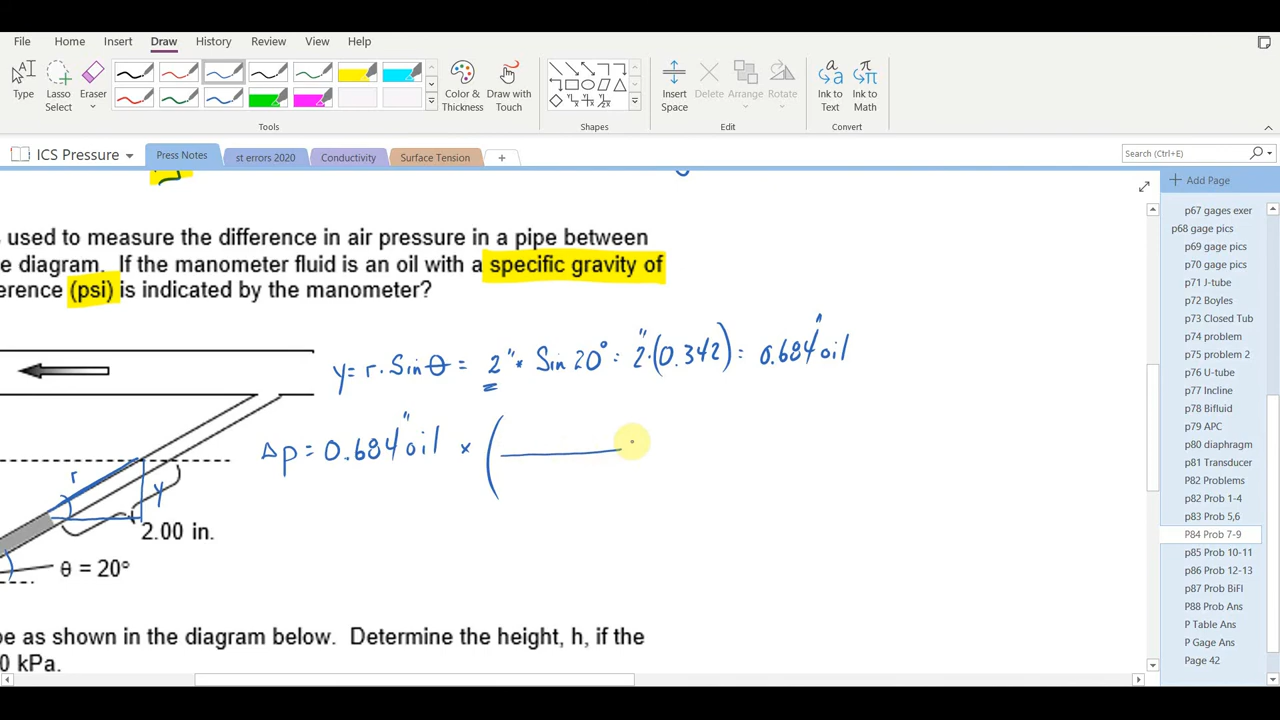 File Home Insert Draw History Review View Help
Type Lasso Select Eraser Color & Thickness Draw with Touch Insert Space Delete Arrange Rotate Ink to Text Ink to Math
Tools Shapes Edit Convert
ICS Pressure Press Notes st errors 2020 Conductivity Surface Tension + Search (Ctrl+E)
+ Add Page
p67 gages exer
p68 gage pics
p69 gage pics
p70 gage pics
p71 J-tube
p72 Boyles
p73 Closed Tub
p74 problem
p75 problem 2
p76 U-tube
p77 Incline
p78 Bifluid
p79 APC
p80 diaphragm
p81 Transducer
P82 Problems
p82 Prob 1-4
p83 Prob 5,6
P84 Prob 7-9
p85 Prob 10-11
p86 Prob 12-13
p87 Prob BiFl
P88 Prob Ans
P Table Ans
P Gage Ans
Page 42
used to measure the difference in air pressure in a pipe between
e diagram. If the manometer fluid is an oil with a specific gravity of
erence (psi) is indicated by the manometer?
y = r · Sin θ = 2" * Sin 20° = 2" · (0.342) = 0.684" oil
Δp = 0.684" oil × (
r
y
2.00 in.
θ = 20°
be as shown in the diagram below. Determine the height, h, if the
0 kPa.